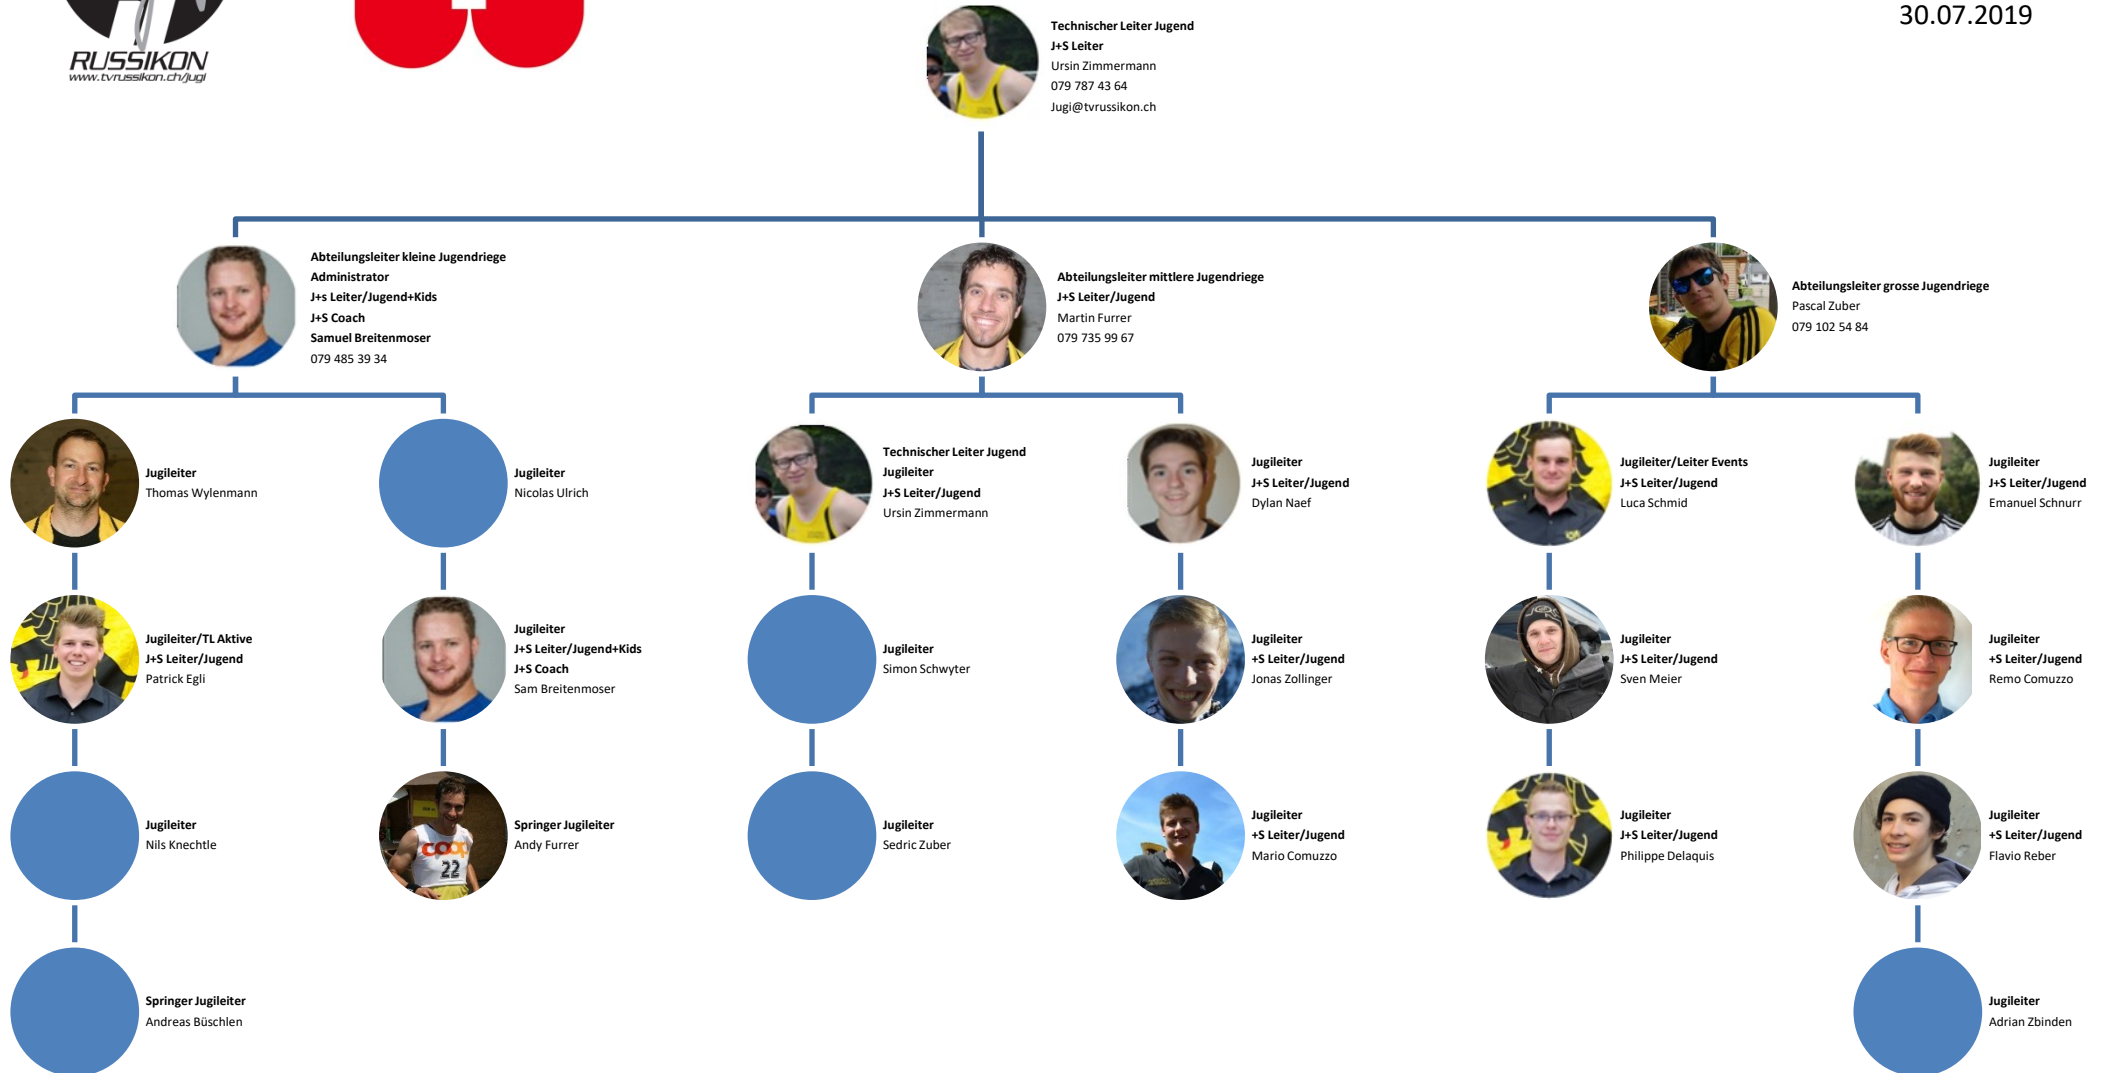 RUSSIKON
www.tvrussikon.ch/jugi
30.07.2019
Technischer Leiter Jugend
J+S Leiter
Ursin Zimmermann
079 787 43 64
Jugi@tvrussikon.ch
Abteilungsleiter kleine Jugendriege
Administrator
J+s Leiter/Jugend+Kids
J+S Coach
Samuel Breitenmoser
079 485 39 34
Abteilungsleiter mittlere Jugendriege
J+S Leiter/Jugend
Martin Furrer
079 735 99 67
Abteilungsleiter grosse Jugendriege
Pascal Zuber
079 102 54 84
Jugileiter
Thomas Wylenmann
Jugileiter
Nicolas Ulrich
Technischer Leiter Jugend
Jugileiter
J+S Leiter/Jugend
Ursin Zimmermann
Jugileiter
J+S Leiter/Jugend
Dylan Naef
Jugileiter/Leiter Events
J+S Leiter/Jugend
Luca Schmid
Jugileiter
J+S Leiter/Jugend
Emanuel Schnurr
Jugileiter/TL Aktive
J+S Leiter/Jugend
Patrick Egli
Jugileiter
J+S Leiter/Jugend+Kids
J+S Coach
Sam Breitenmoser
Jugileiter
Simon Schwyter
Jugileiter
+S Leiter/Jugend
Jonas Zollinger
Jugileiter
J+S Leiter/Jugend
Sven Meier
Jugileiter
+S Leiter/Jugend
Remo Comuzzo
Jugileiter
Nils Knechtle
coop
22
Springer Jugileiter
Andy Furrer
Jugileiter
Sedric Zuber
Jugileiter
+S Leiter/Jugend
Mario Comuzzo
Jugileiter
J+S Leiter/Jugend
Philippe Delaquis
Jugileiter
+S Leiter/Jugend
Flavio Reber
Springer Jugileiter
Andreas Büschlen
Jugileiter
Adrian Zbinden